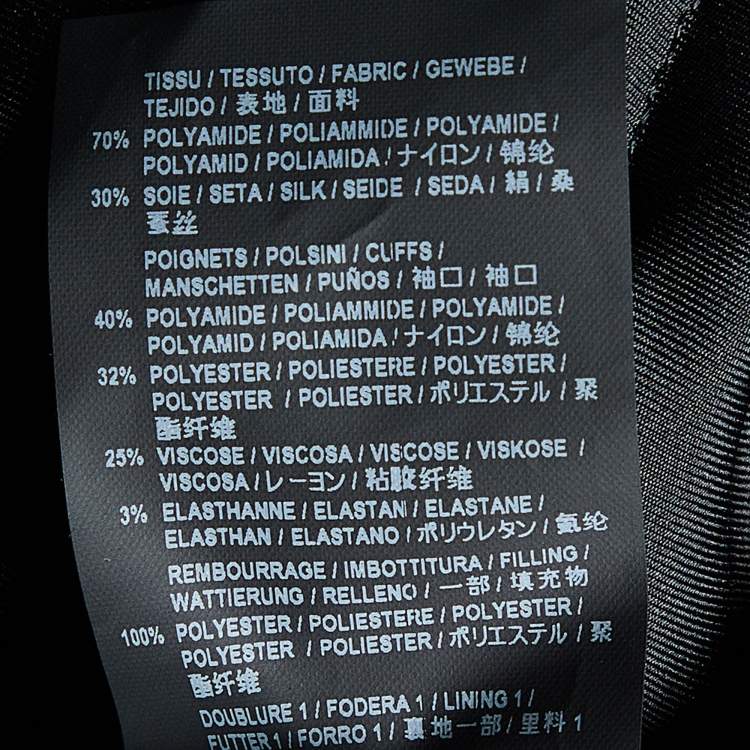 TISSU / TESSUTO / FABRIC / GEWEBE /
TEJIDO / 表地 / 面料
70% POLYAMIDE / POLIAMMIDE / POLYAMIDE /
POLYAMID / POLIAMIDA / ナイロン / 锦纶
30% SOIE / SETA / SILK / SEIDE / SEDA / 絹 / 桑
蚕丝
POIGNETS / POLSINI / CUFFS /
MANSCHETTEN / PUÑOS / 袖口 / 袖口
40% POLYAMIDE / POLIAMMIDE / POLYAMIDE /
POLYAMID / POLIAMIDA / ナイロン / 锦纶
32% POLYESTER / POLIESTERE / POLYESTER /
POLYESTER / POLIESTER / ポリエステル / 聚
酯纤维
25% VISCOSE / VISCOSA / VISCOSE / VISKOSE /
VISCOSA / レーヨン / 粘胶纤维
3% ELASTHANNE / ELASTAN / ELASTANE /
ELASTHAN / ELASTANO / ポリウレタン / 氨纶
REMBOURRAGE / IMBOTTITURA / FILLING /
WATTIERUNG / RELLENO / 一部 / 填充物
100% POLYESTER / POLIESTERE / POLYESTER /
POLYESTER / POLIESTER / ポリエステル / 聚
酯纤维
DOUBLURE 1 / FODERA 1 / LINING 1 /
FUTTER 1 / FORRO 1 / 裏地一部 / 里料 1